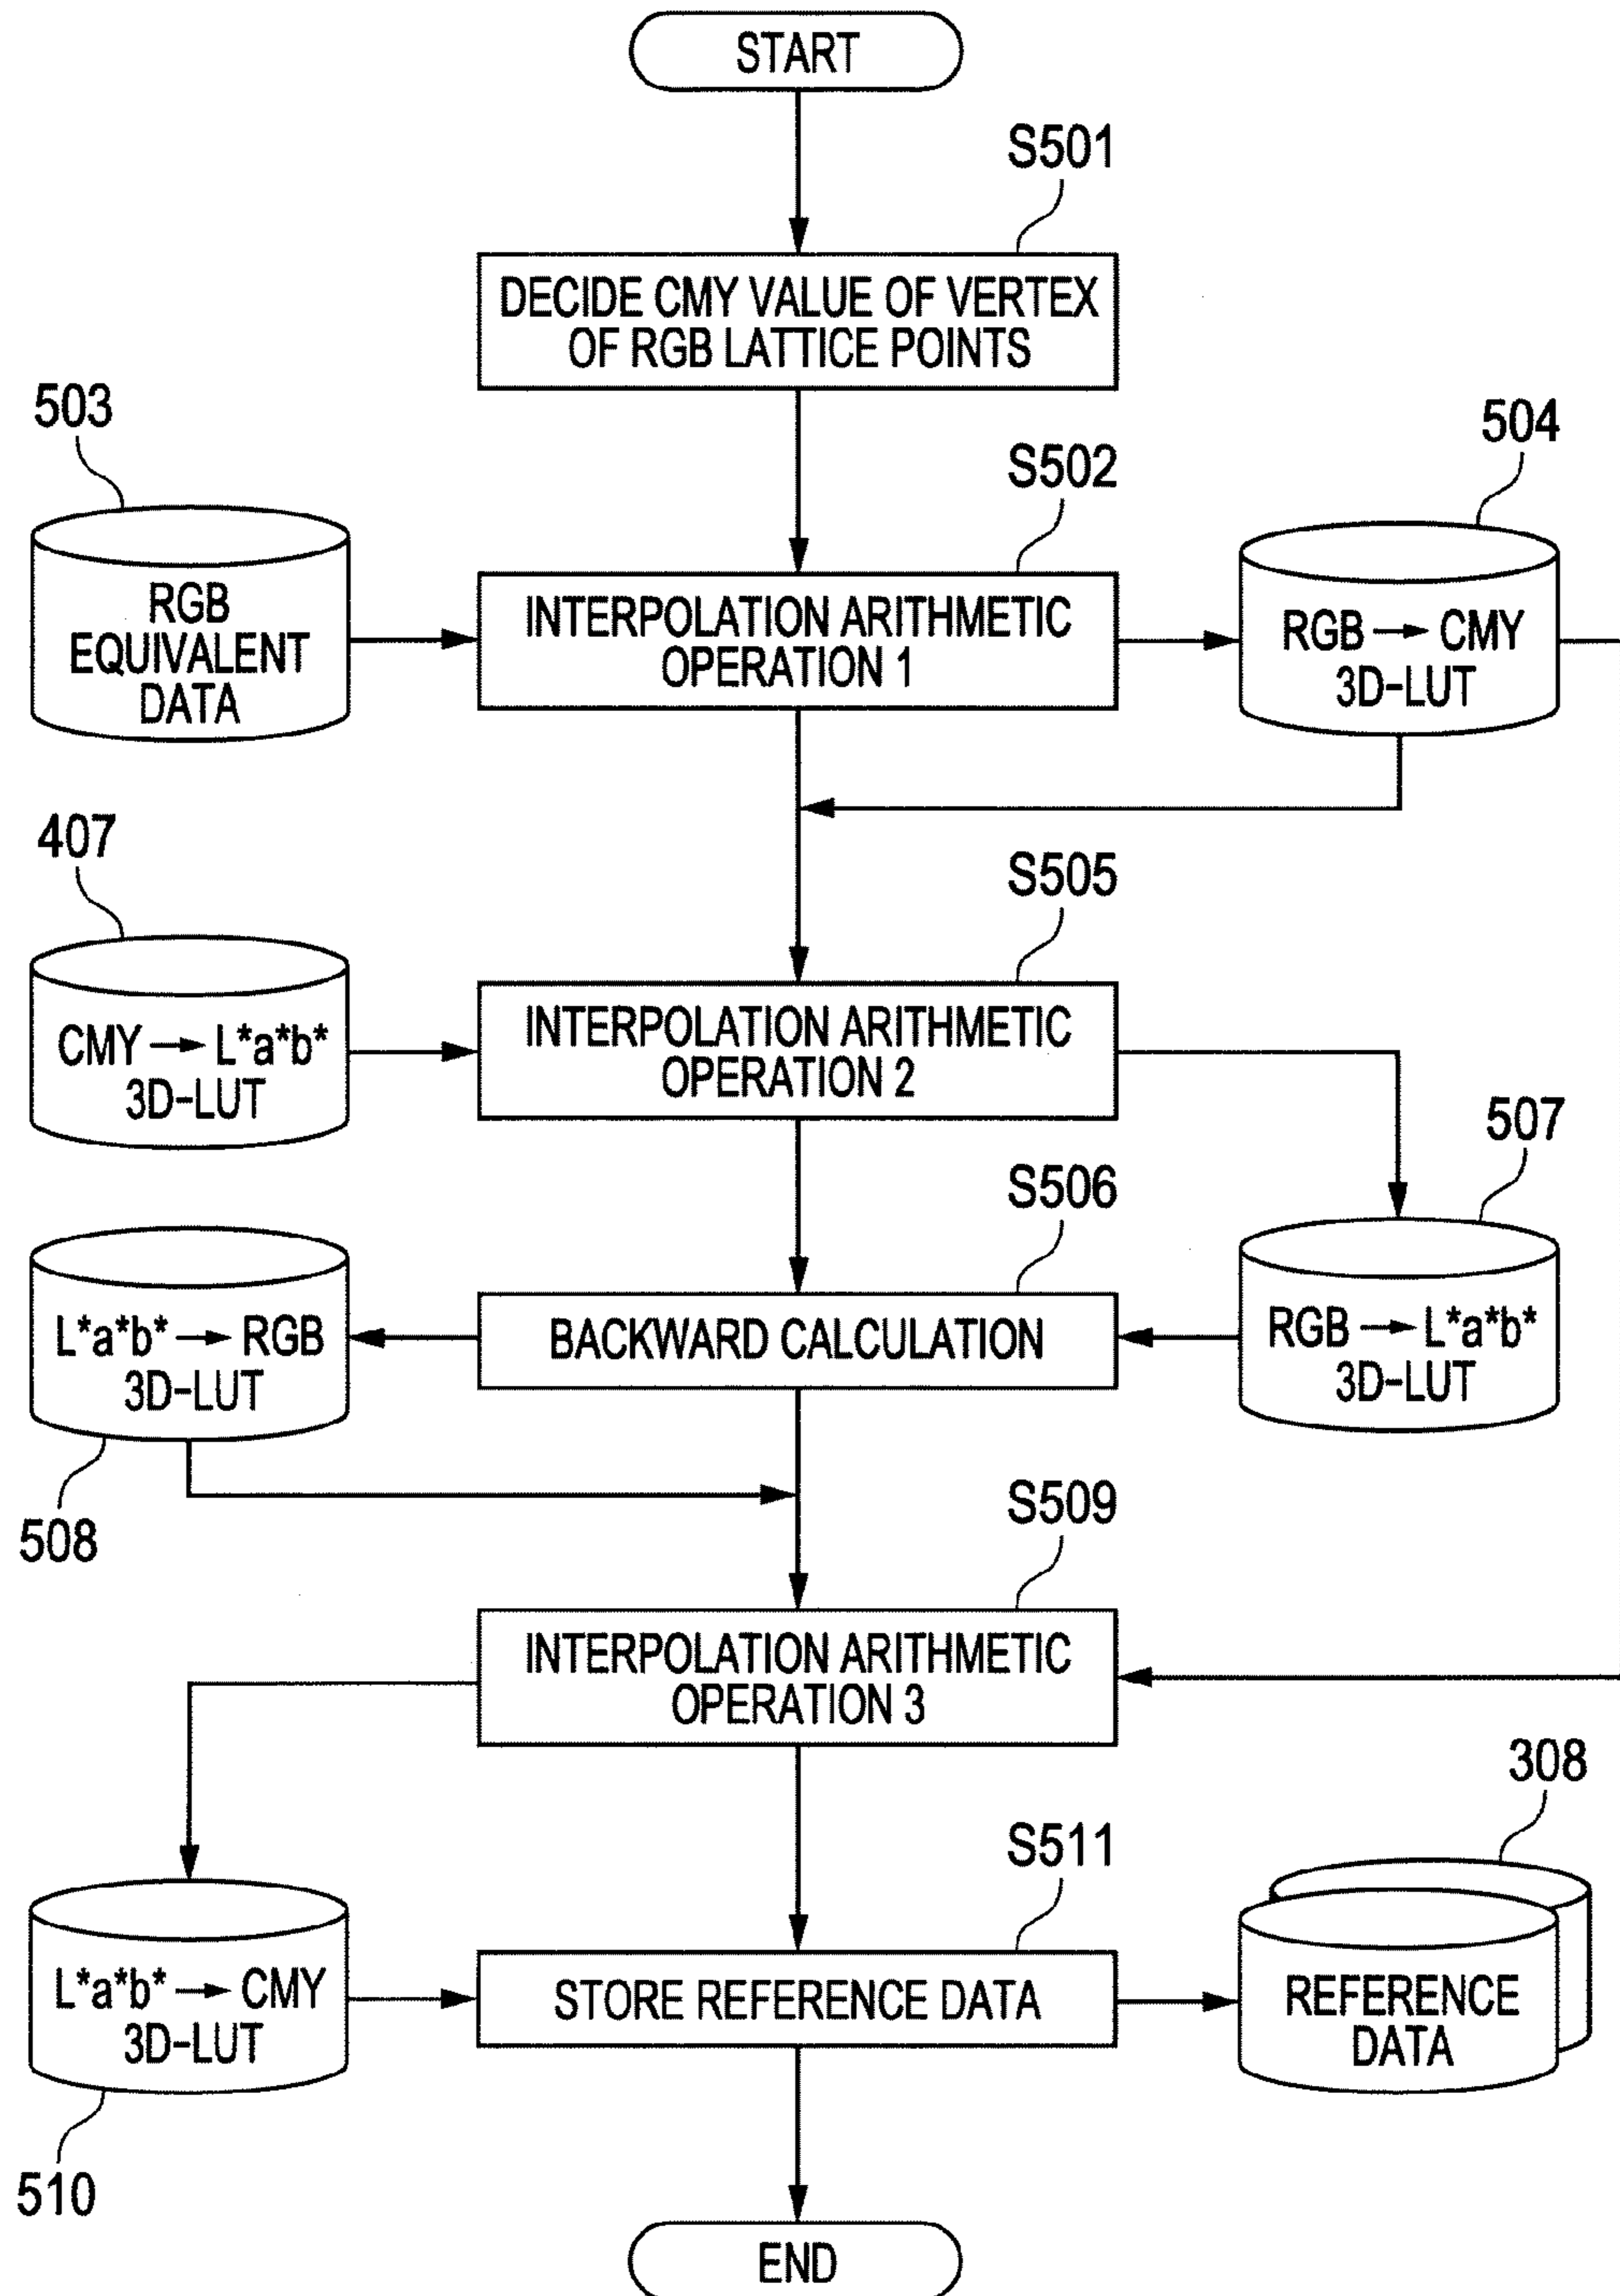 START
S501
DECIDE CMY VALUE OF VERTEX
OF RGB LATTICE POINTS
503
504
S502
RGB
EQUIVALENT
DATA
INTERPOLATION ARITHMETIC
OPERATION 1
RGB → CMY
3D-LUT
407
S505
CMY → L*a*b*
3D-LUT
INTERPOLATION ARITHMETIC
OPERATION 2
507
S506
L*a*b* → RGB
3D-LUT
BACKWARD CALCULATION
RGB → L*a*b*
3D-LUT
508
S509
INTERPOLATION ARITHMETIC
OPERATION 3
308
S511
L*a*b* → CMY
3D-LUT
STORE REFERENCE DATA
REFERENCE
DATA
510
END